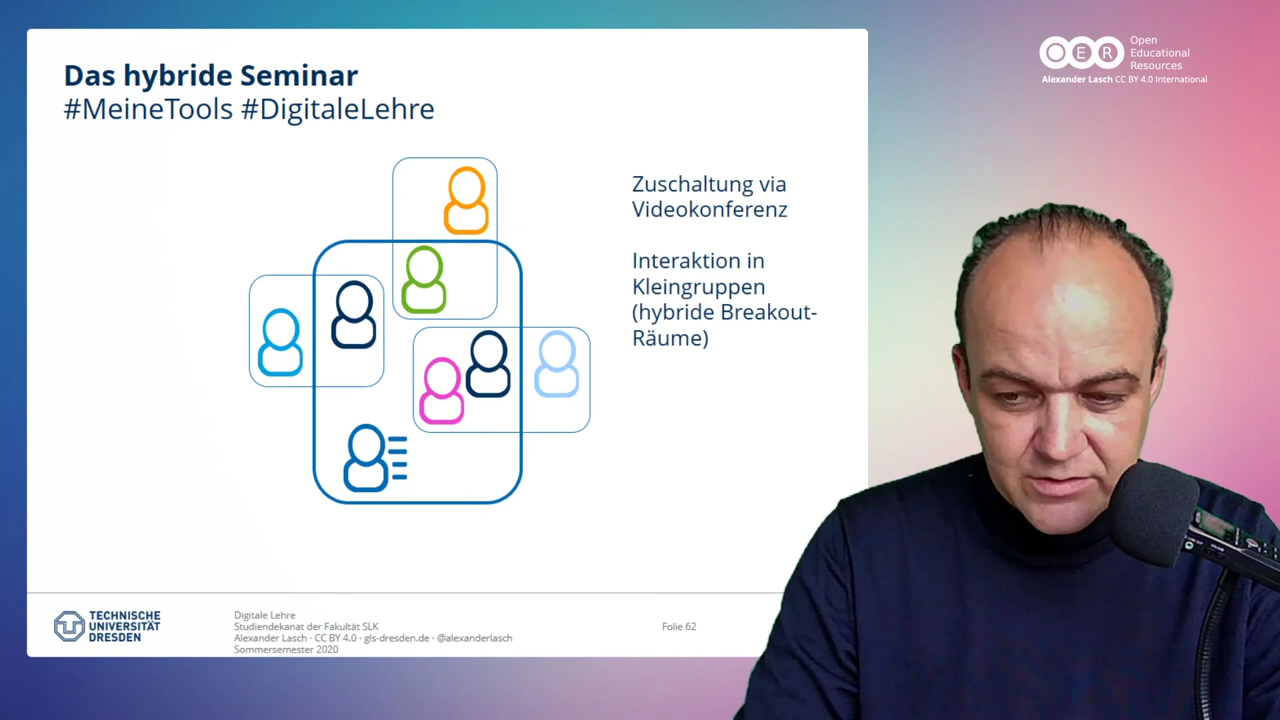 Das hybride Seminar
#MeineTools #DigitaleLehre
Zuschaltung via
Videokonferenz
Interaktion in
Kleingruppen
(hybride Breakout-
Räume)
TECHNISCHE
UNIVERSITÄT
DRESDEN
Digitale Lehre
Studiendekanat der Fakultät SLK
Alexander Lasch · CC BY 4.0 · gls-dresden.de · @alexanderlasch
Sommersemester 2020
Folie 62
OER
Open
Educational
Resources
Alexander Lasch CC BY 4.0 International